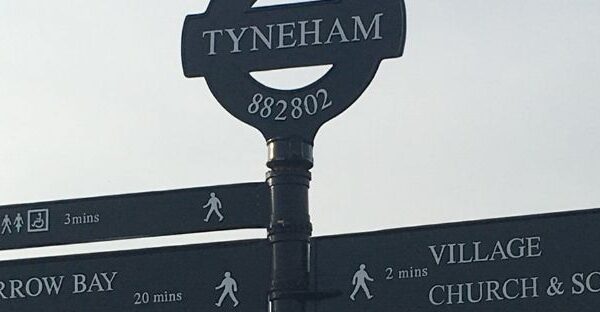 TYNEHAM
882802
3mins
RROW BAY
20 mins
2 mins
VILLAGE
CHURCH & SC